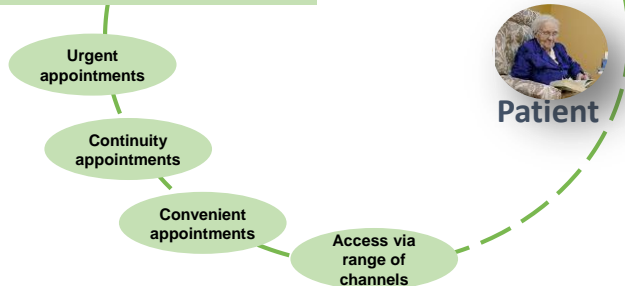 Urgent
appointments
Patient
Continuity
appointments
Convenient
appointments
Access via
range of
channels